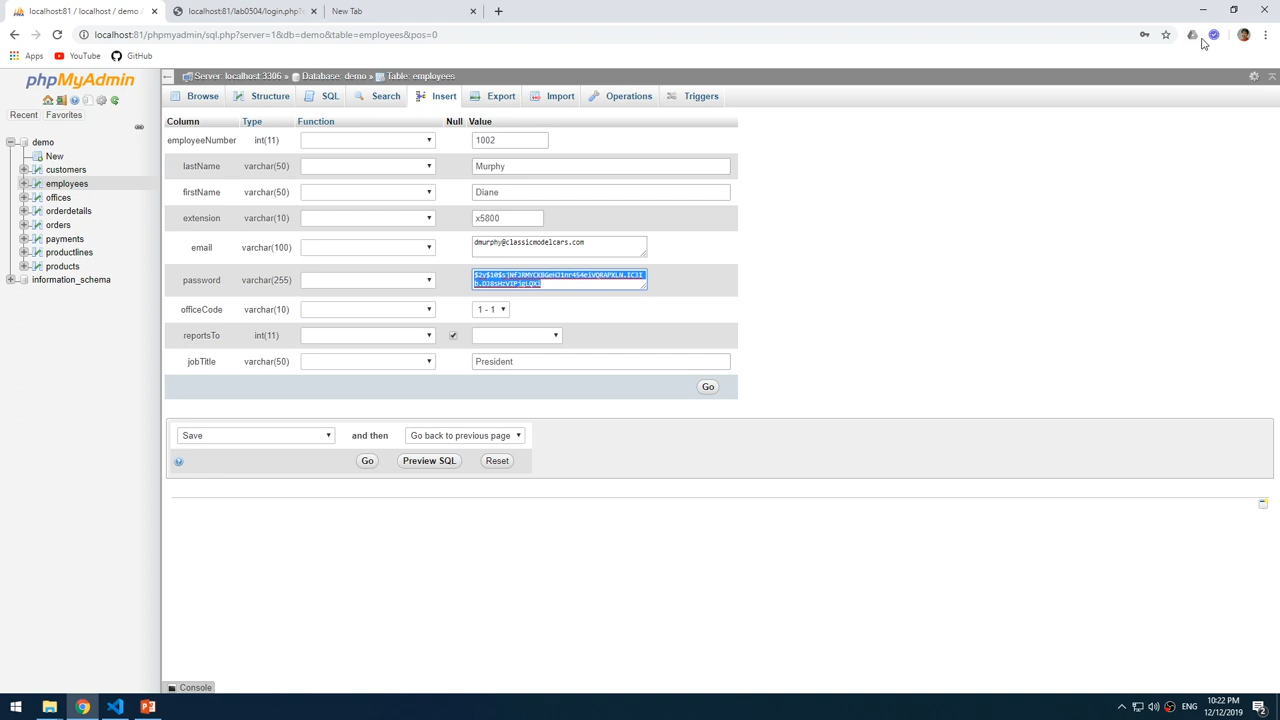 localhost:81 / localhost / demo /
localhost:81/lab0504/login.php?
New Tab
localhost:81/phpmyadmin/sql.php?server=1&db=demo&table=employees&pos=0
Apps YouTube GitHub
phpMyAdmin
Recent Favorites
demo
New
customers
employees
offices
orderdetails
orders
payments
productlines
products
information_schema
Server: localhost:3306 » Database: demo » Table: employees
Browse Structure SQL Search Insert Export Import Operations Triggers
Column Type Function Null Value
employeeNumber int(11) 1002
lastName varchar(50) Murphy
firstName varchar(50) Diane
extension varchar(10) x5800
email varchar(100) dmurphy@classicmodelcars.com
password varchar(255)
officeCode varchar(10) 1 - 1
reportsTo int(11)
jobTitle varchar(50) President
Go
Save and then Go back to previous page
Go Preview SQL Reset
Console
ENG
10:22 PM
12/12/2019
2